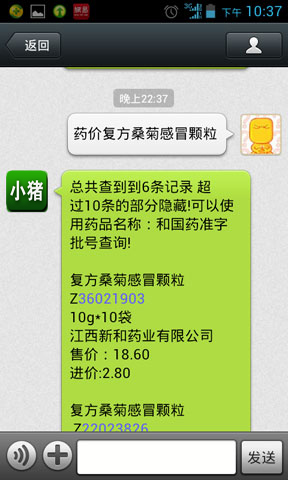 3G
下午 10:37
返回
晚上22:37
药价复方桑菊感冒颗粒
小猪
总共查到到6条记录 超
过10条的部分隐藏!可以使
用药品名称：和国药准字
批号查询!
复方桑菊感冒颗粒
Z36021903
10g*10袋
江西新和药业有限公司
售价：18.60
进价:2.80
复方桑菊感冒颗粒
Z22023826
发送